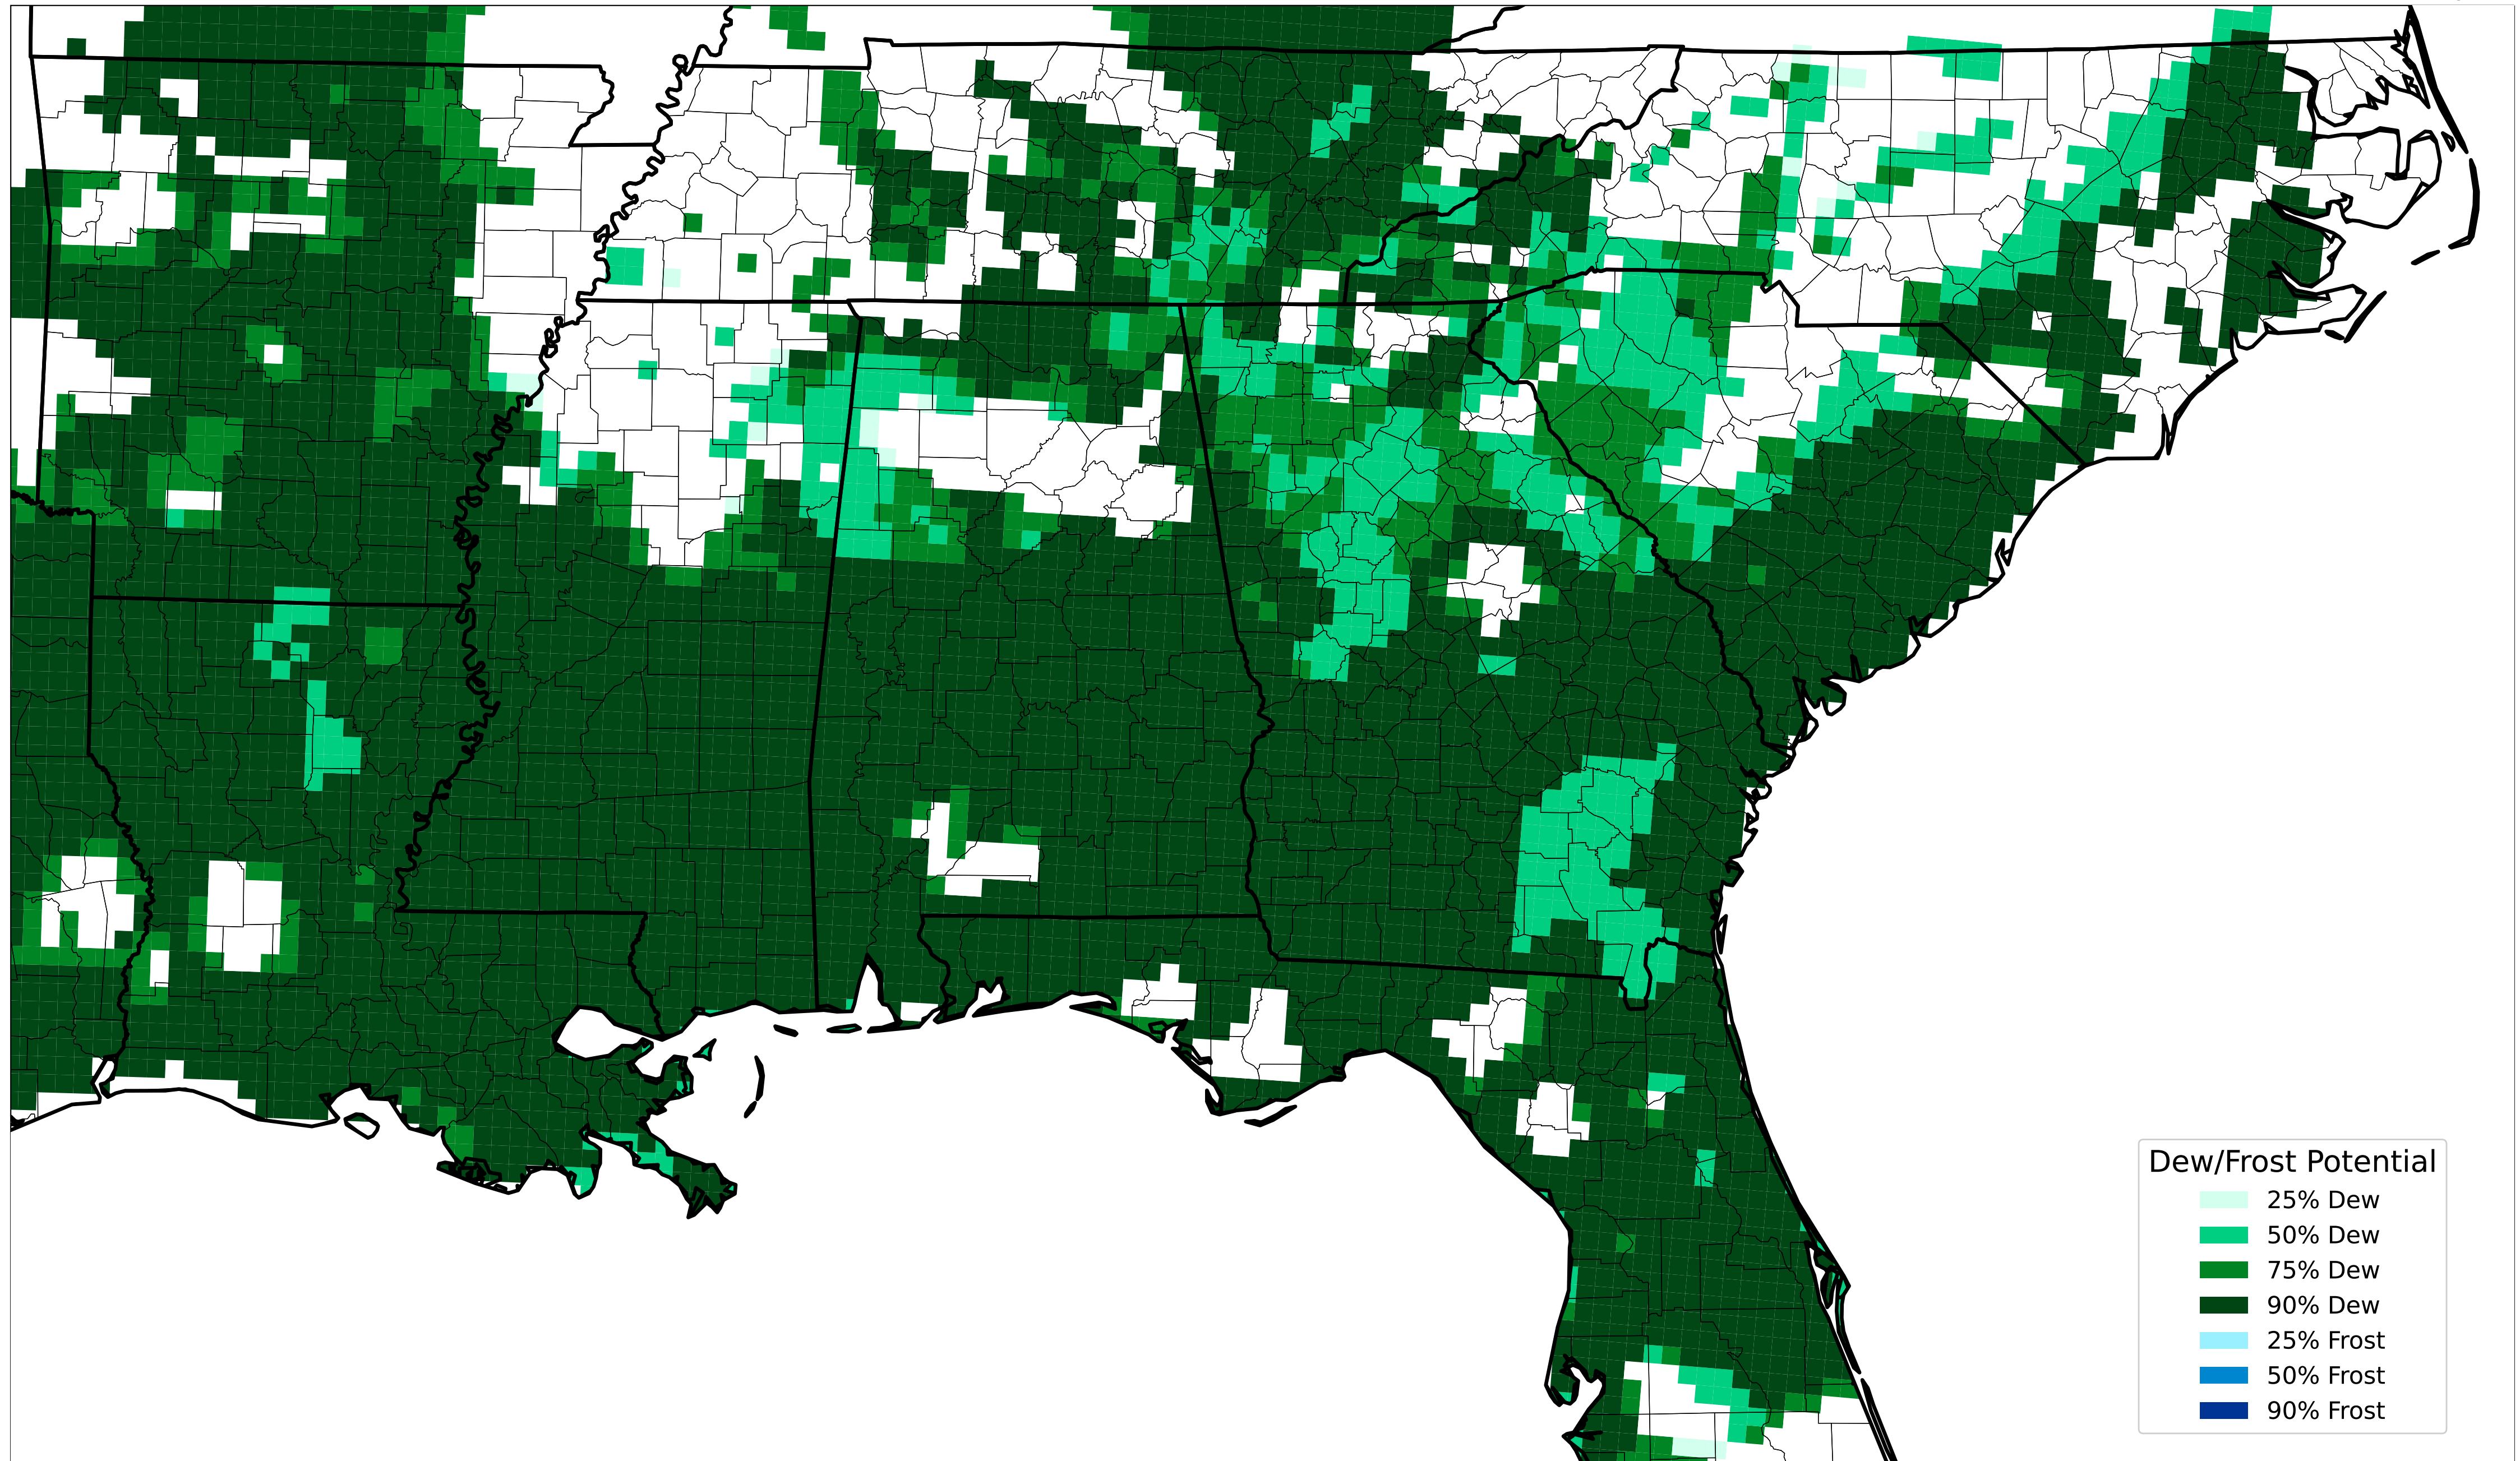 Dew/Frost Potential
25% Dew
50% Dew
75% Dew
90% Dew
25% Frost
50% Frost
90% Frost